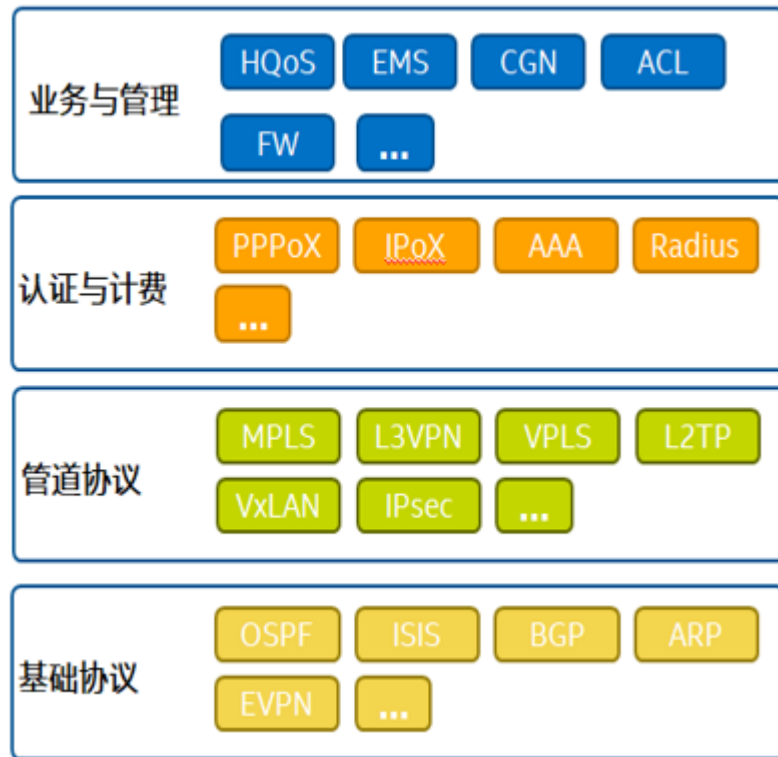 业务与管理
HQoS EMS CGN ACL
FW ...
认证与计费
PPPoX IPoX AAA Radius
...
管道协议
MPLS L3VPN VPLS L2TP
VxLAN IPsec ...
基础协议
OSPF ISIS BGP ARP
EVPN ...